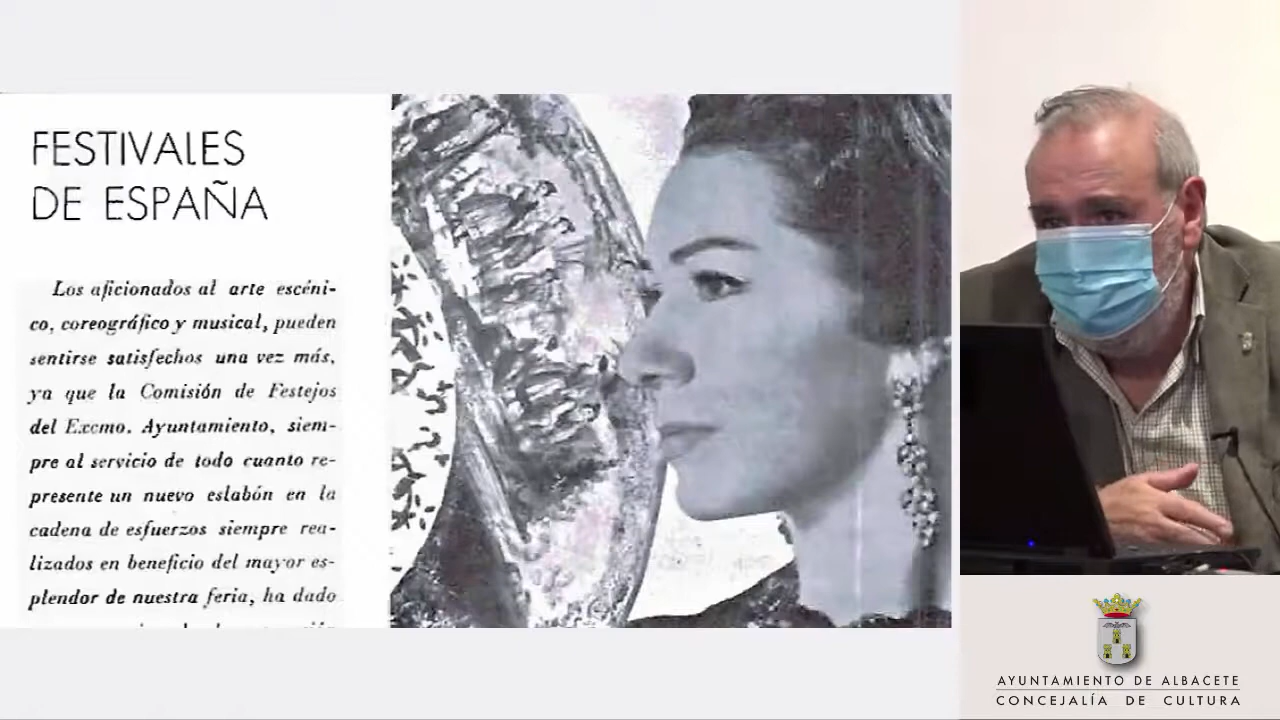 FESTIVALES
DE ESPAÑA
Los aficionados al arte escéni-
co, coreográfico y musical, pueden
sentirse satisfechos una vez más,
ya que la Comisión de Festejos
del Excmo. Ayuntamiento, siem-
pre al servicio de todo cuanto re-
presente un nuevo eslabón en la
cadena de esfuerzos siempre rea-
lizados en beneficio del mayor es-
plendor de nuestra feria, ha dado
AYUNTAMIENTO DE ALBACETE
CONCEJALÍA DE CULTURA